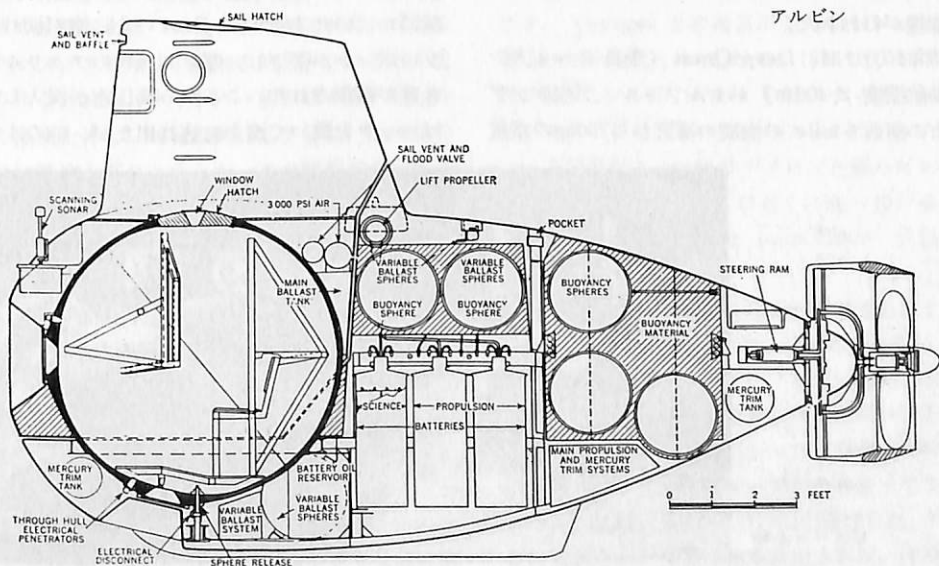 アルビン
SAIL HATCH
SAIL VENT
AND BAFFLE
SAIL VENT AND
FLOOD VALVE
WINDOW
HATCH
LIFT PROPELLER
SCANNING
SONAR
3000 PSI AIR
POCKET
MAIN
BALLAST
TANK
VARIABLE
BALLAST
SPHERES
BUOYANCY
SPHERE
VARIABLE
BALLAST
SPHERES
BUOYANCY
SPHERE
BUOYANCY
SPHERES
STEERING RAM
BUOYANCY
MATERIAL
MERCURY
TRIM
TANK
SCIENCE
PROPULSION
BATTERIES
MAIN PROPULSION
AND MERCURY
TRIM SYSTEMS
MERCURY
TRIM
TANK
BATTERY OIL
RESERVOIR
VARIABLE
BALLAST
SPHERES
VARIABLE
BALLAST
SYSTEM
THROUGH HULL
ELECTRICAL
PENETRATORS
ELECTRICAL
DISCONNECT
SPHERE RELEASE
0 1 2 3 FEET